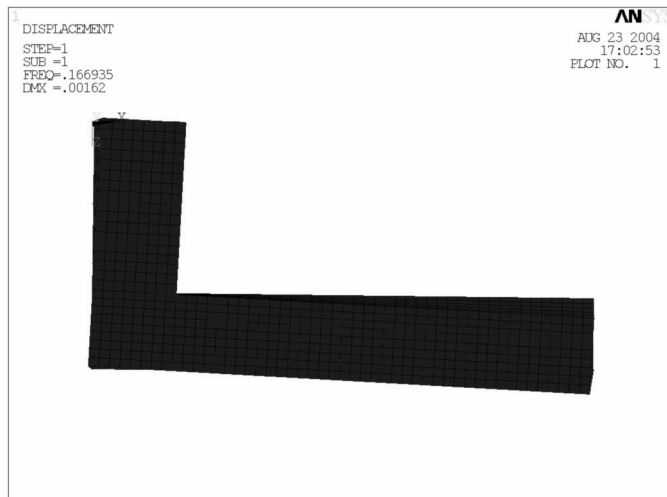 1
DISPLACEMENT
STEP=1
SUB =1
FREQ=.166935
DMX =.00162
ANSYS
AUG 23 2004
17:02:53
PLOT NO. 1
X
Z